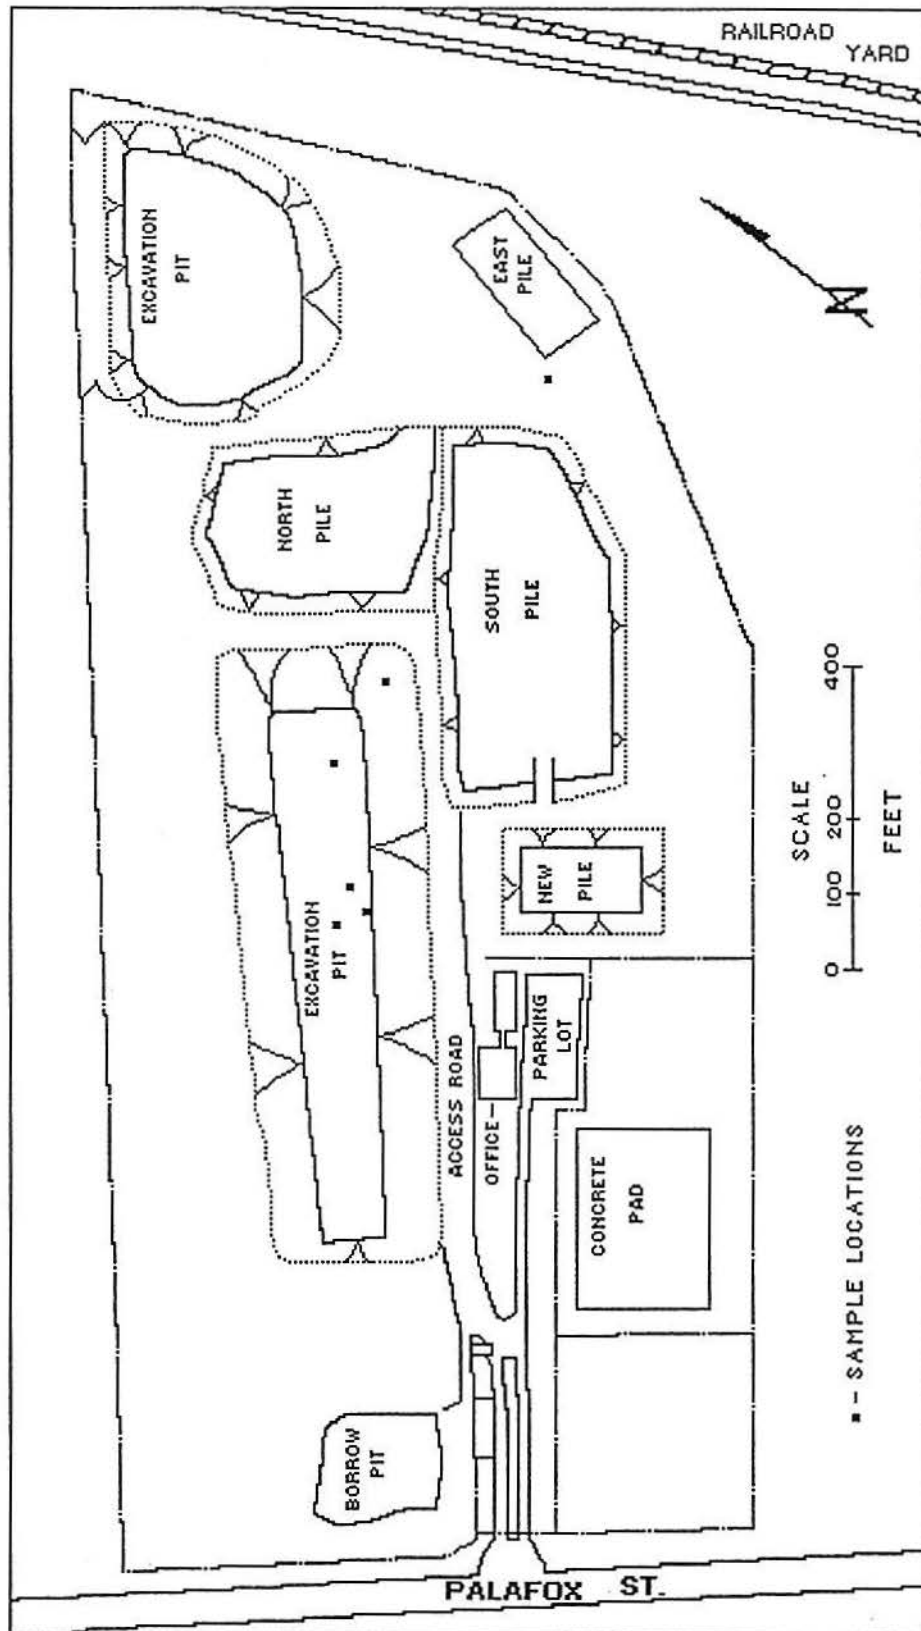 RAILROAD
YARD
EXCAVATION
PIT
EAST
PILE
N
NORTH
PILE
SOUTH
PILE
EXCAVATION
PIT
NEW
PILE
SCALE
0 100 200 400
FEET
ACCESS ROAD
OFFICE—
PARKING
LOT
CONCRETE
PAD
BORROW
PIT
▪ – SAMPLE LOCATIONS
PALAFOX ST.